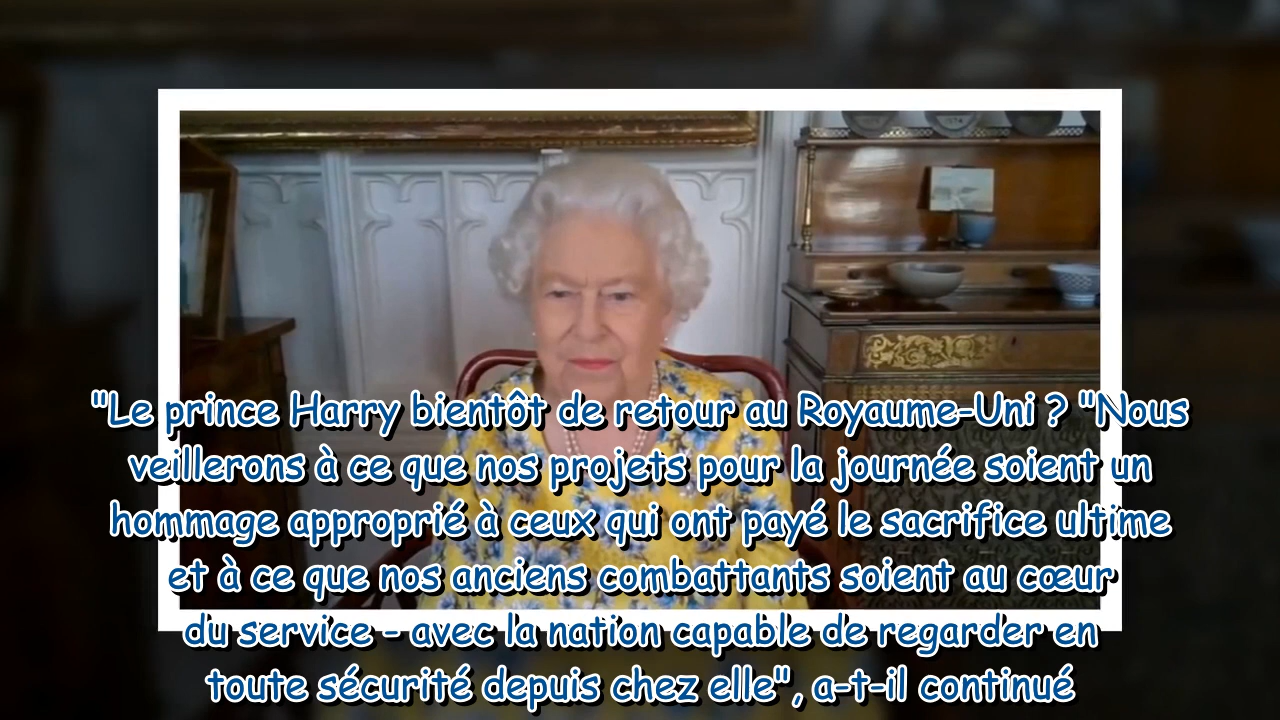 "Le prince Harry bientôt de retour au Royaume-Uni ? "Nous
veillerons à ce que nos projets pour la journée soient un
hommage approprié à ceux qui ont payé le sacrifice ultime
et à ce que nos anciens combattants soient au cœur
du service - avec la nation capable de regarder en
toute sécurité depuis chez elle", a-t-il continué